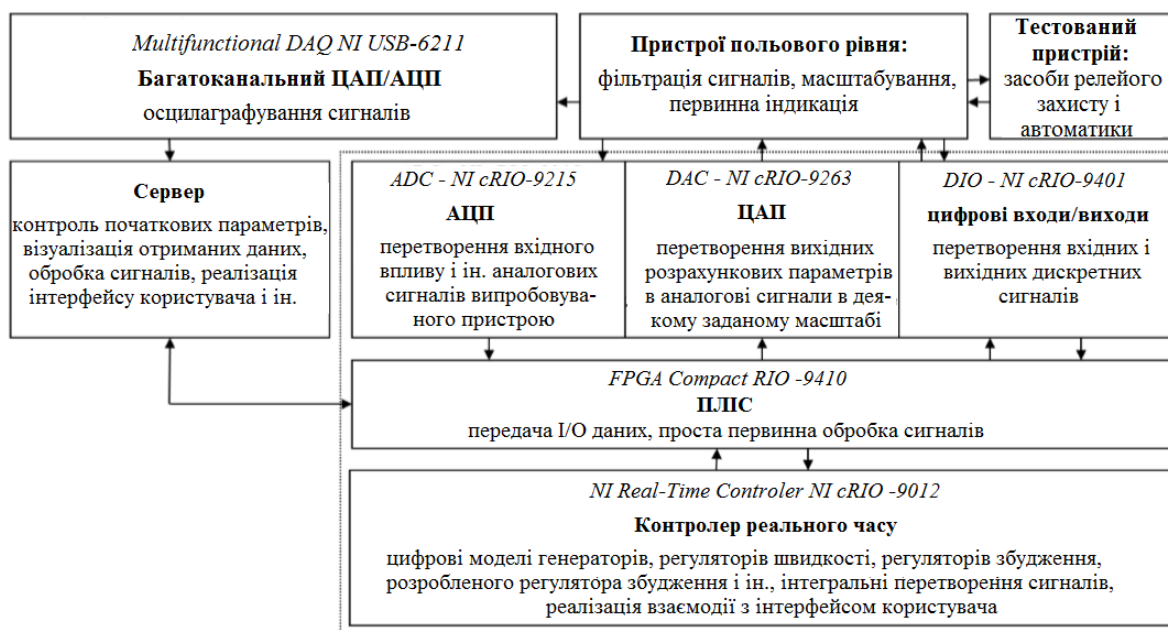 Multifunctional DAQ NI USB-6211
Багатоканальний ЦАП/АЦП
осцилаграфування сигналів
Пристрої польового рівня:
фільтрація сигналів, масштабування,
первинна індикація
Тестований
пристрій:
засоби релейого
захисту і
автоматики
Сервер
контроль початкових параметрів,
візуалізація отриманих даних,
обробка сигналів, реалізація
інтерфейсу користувача і ін.
ADC - NI cRIO-9215
АЦП
перетворення вхідного
впливу і ін. аналогових
сигналів випробовува-
ного пристрою
DAC - NI cRIO-9263
ЦАП
перетворення вихідних
розрахункових параметрів
в аналогові сигнали в дея-
кому заданому масштабі
DIO - NI cRIO-9401
цифрові входи/виходи
перетворення вхідних і
вихідних дискретних
сигналів
FPGA Compact RIO -9410
ПЛІС
передача I/O даних, проста первинна обробка сигналів
NI Real-Time Controler NI cRIO -9012
Контролер реального часу
цифрові моделі генераторів, регуляторів швидкості, регуляторів збудження,
розробленого регулятора збудження і ін., інтегральні перетворення сигналів,
реалізація взаємодії з інтерфейсом користувача